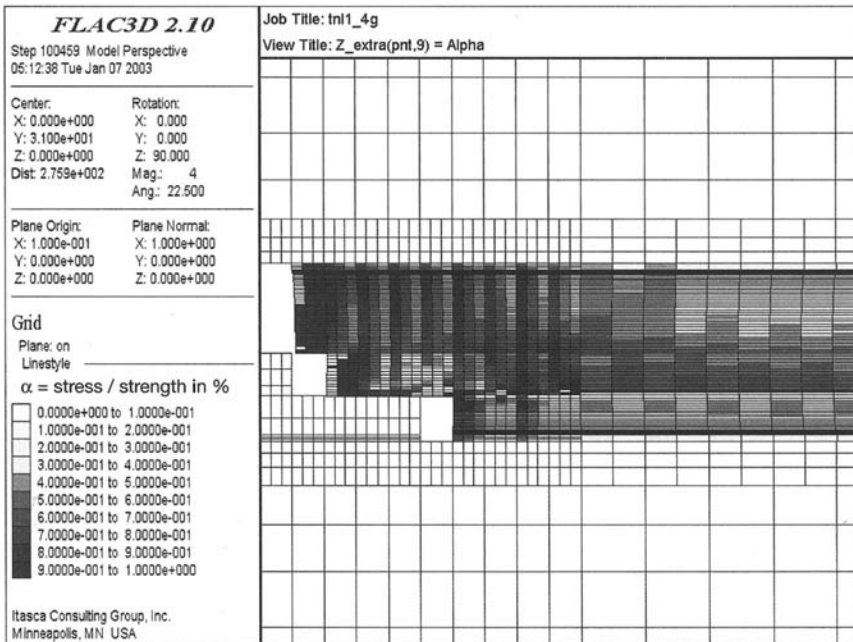 FLAC3D 2.10
Step 100459 Model Perspective
05:12:38 Tue Jan 07 2003
Center:
X: 0.000e+000
Y: 3.100e+001
Z: 0.000e+000
Dist: 2.759e+002
Rotation:
X: 0.000
Y: 0.000
Z: 90.000
Mag.: 4
Ang.: 22.500
Plane Origin:
X: 1.000e-001
Y: 0.000e+000
Z: 0.000e+000
Plane Normal:
X: 1.000e+000
Y: 0.000e+000
Z: 0.000e+000
Grid
Plane: on
Linestyle
α = stress / strength in %
0.0000e+000 to 1.0000e-001
1.0000e-001 to 2.0000e-001
2.0000e-001 to 3.0000e-001
3.0000e-001 to 4.0000e-001
4.0000e-001 to 5.0000e-001
5.0000e-001 to 6.0000e-001
6.0000e-001 to 7.0000e-001
7.0000e-001 to 8.0000e-001
8.0000e-001 to 9.0000e-001
9.0000e-001 to 1.0000e+000
Itasca Consulting Group, Inc.
Minneapolis, MN USA
Job Title: tnl1_4g
View Title: Z_extra(pnt,9) = Alpha